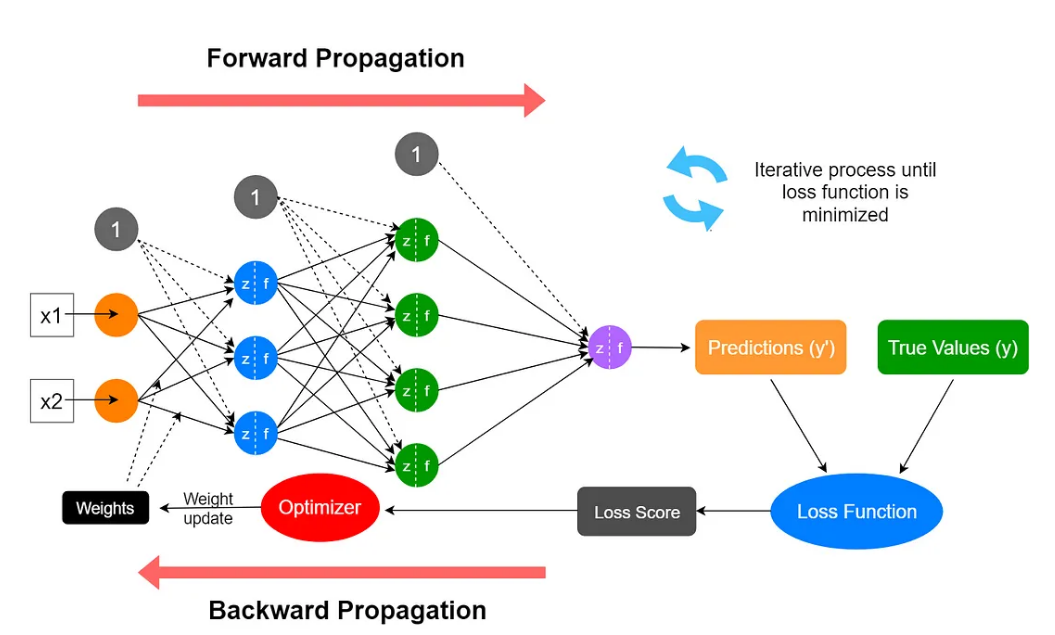 Forward Propagation
1
1
1
Iterative process until
loss function is
minimized
z f
z f
z f
z f
z f
z f
z f
z f
x1
x2
Predictions (y')
True Values (y)
Weights
Weight
update
Optimizer
Loss Score
Loss Function
Backward Propagation